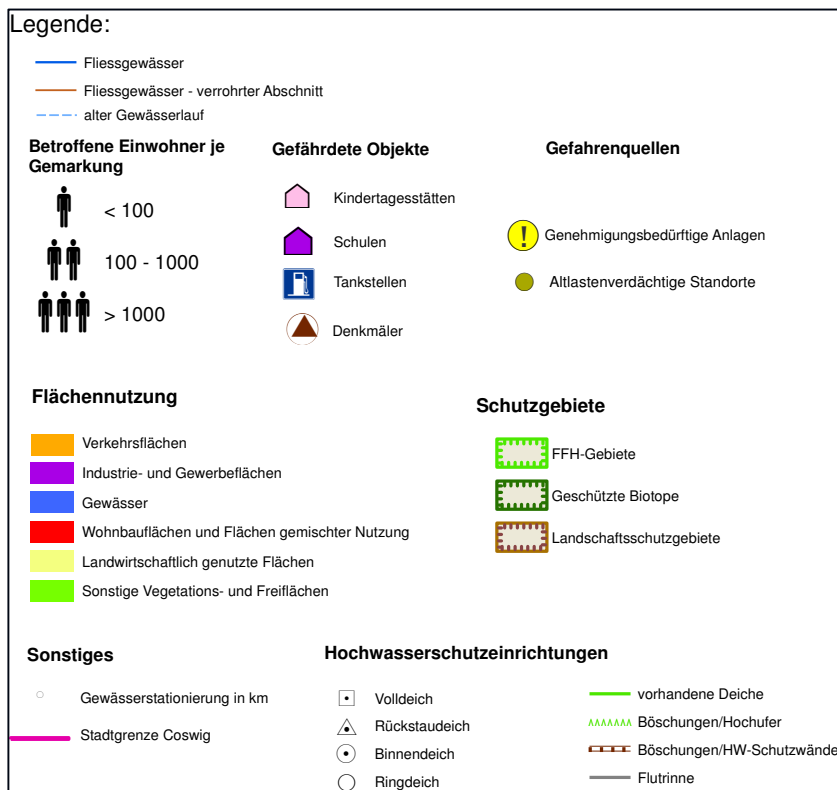 Legende:
Fliessgewässer
Fliessgewässer - verrohrter Abschnitt
alter Gewässerlauf
Betroffene Einwohner je
Gemarkung
< 100
100 - 1000
> 1000
Gefährdete Objekte
Kindertagesstätten
Schulen
Tankstellen
Denkmäler
Gefahrenquellen
! Genehmigungsbedürftige Anlagen
Altlastenverdächtige Standorte
Flächennutzung
Verkehrsflächen
Industrie- und Gewerbeflächen
Gewässer
Wohnbauflächen und Flächen gemischter Nutzung
Landwirtschaftlich genutzte Flächen
Sonstige Vegetations- und Freiflächen
Schutzgebiete
FFH-Gebiete
Geschützte Biotope
Landschaftsschutzgebiete
Sonstiges
Gewässerstationierung in km
Stadtgrenze Coswig
Hochwasserschutzeinrichtungen
Volldeich
Rückstaudeich
Binnendeich
Ringdeich
vorhandene Deiche
Böschungen/Hochufer
Böschungen/HW-Schutzwände
Flutrinne